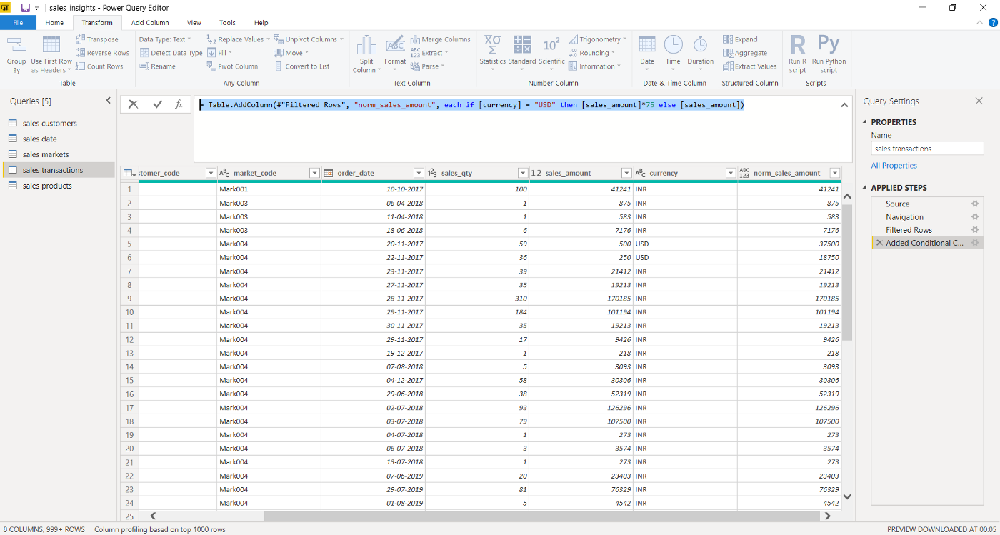 sales_insights - Power Query Editor
File Home Transform Add Column View Tools Help
Group By
Use First Row as Headers
Transpose
Reverse Rows
Count Rows
Table
Data Type: Text
Detect Data Type
Rename
Replace Values
Fill
Pivot Column
Unpivot Columns
Move
Convert to List
Any Column
Split Column
Format
Merge Columns
Extract
Parse
Text Column
Statistics
Standard
Scientific
Trigonometry
Rounding
Information
Number Column
Date
Time
Duration
Date & Time Column
Expand
Aggregate
Extract Values
Structured Column
Run R script
Run Python script
Scripts
Queries [5]
sales customers
sales date
sales markets
sales transactions
sales products
= Table.AddColumn(#"Filtered Rows", "norm_sales_amount", each if [currency] = "USD" then [sales_amount]*75 else [sales_amount])
tomer_code market_code order_date sales_qty sales_amount currency norm_sales_amount
1 Mark001 10-10-2017 100 41241 INR 41241
2 Mark003 06-04-2018 1 875 INR 875
3 Mark003 11-04-2018 1 583 INR 583
4 Mark003 18-06-2018 6 7176 INR 7176
5 Mark004 20-11-2017 59 500 USD 37500
6 Mark004 22-11-2017 36 250 USD 18750
7 Mark004 23-11-2017 39 21412 INR 21412
8 Mark004 27-11-2017 35 19213 INR 19213
9 Mark004 28-11-2017 310 170185 INR 170185
10 Mark004 29-11-2017 184 101194 INR 101194
11 Mark004 30-11-2017 35 19213 INR 19213
12 Mark004 29-11-2017 17 9426 INR 9426
13 Mark004 19-12-2017 1 218 INR 218
14 Mark004 07-08-2018 5 3093 INR 3093
15 Mark004 04-12-2017 58 30306 INR 30306
16 Mark004 29-06-2018 38 52319 INR 52319
17 Mark004 02-07-2018 93 126296 INR 126296
18 Mark004 03-07-2018 79 107500 INR 107500
19 Mark004 04-07-2018 1 273 INR 273
20 Mark004 06-07-2018 3 3574 INR 3574
21 Mark004 13-07-2018 1 273 INR 273
22 Mark004 07-06-2019 20 23403 INR 23403
23 Mark004 29-07-2019 81 76329 INR 76329
24 Mark004 01-08-2019 5 4542 INR 4542
25
Query Settings
PROPERTIES
Name
sales transactions
All Properties
APPLIED STEPS
Source
Navigation
Filtered Rows
Added Conditional C...
8 COLUMNS, 999+ ROWS Column profiling based on top 1000 rows
PREVIEW DOWNLOADED AT 00:05